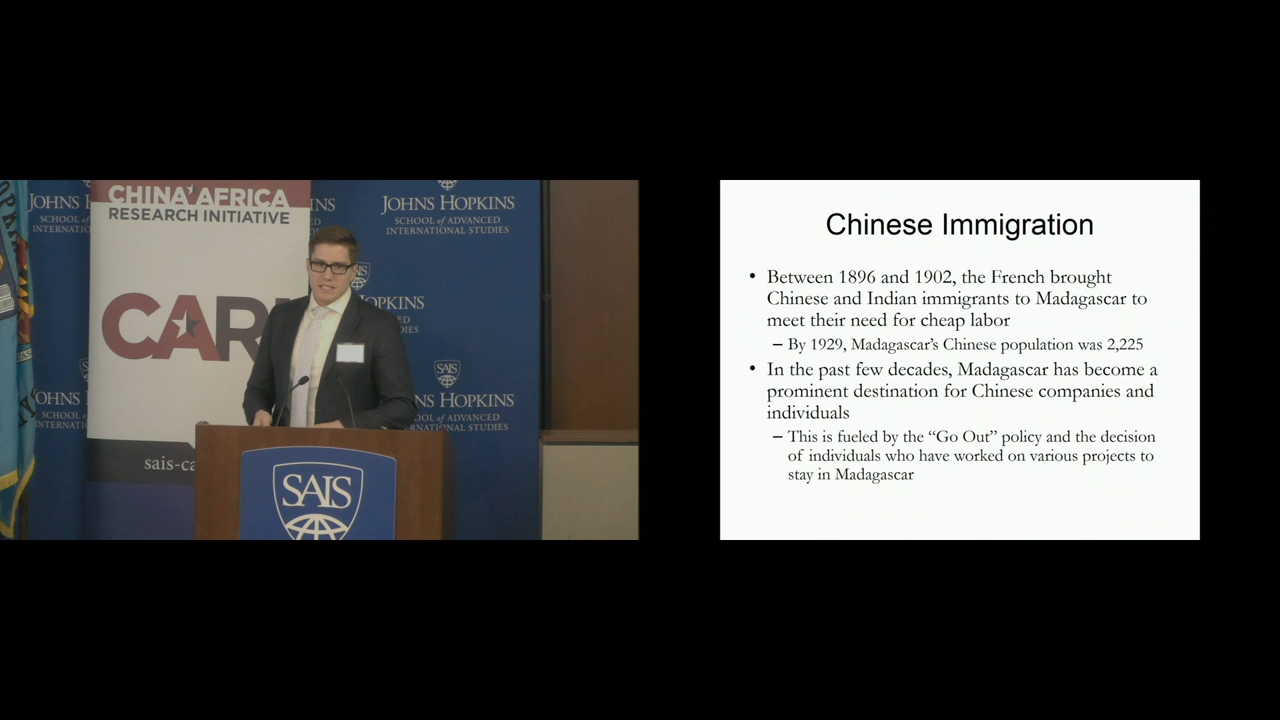 CHINA AFRICA
RESEARCH INITIATIVE
CAR
sais-ca
JOHNS HOPKINS
SCHOOL of
INTERNATIONAL
JOHNS HOPKINS
SCHOOL of ADVANCED
INTERNATIONAL STUDIES
HOPKINS
SAIS
HOPKINS
SCHOOL of ADVANCED
INTERNATIONAL STUDIES
SAIS
Chinese Immigration
• Between 1896 and 1902, the French brought
Chinese and Indian immigrants to Madagascar to
meet their need for cheap labor
– By 1929, Madagascar's Chinese population was 2,225
• In the past few decades, Madagascar has become a
prominent destination for Chinese companies and
individuals
– This is fueled by the “Go Out” policy and the decision
of individuals who have worked on various projects to
stay in Madagascar